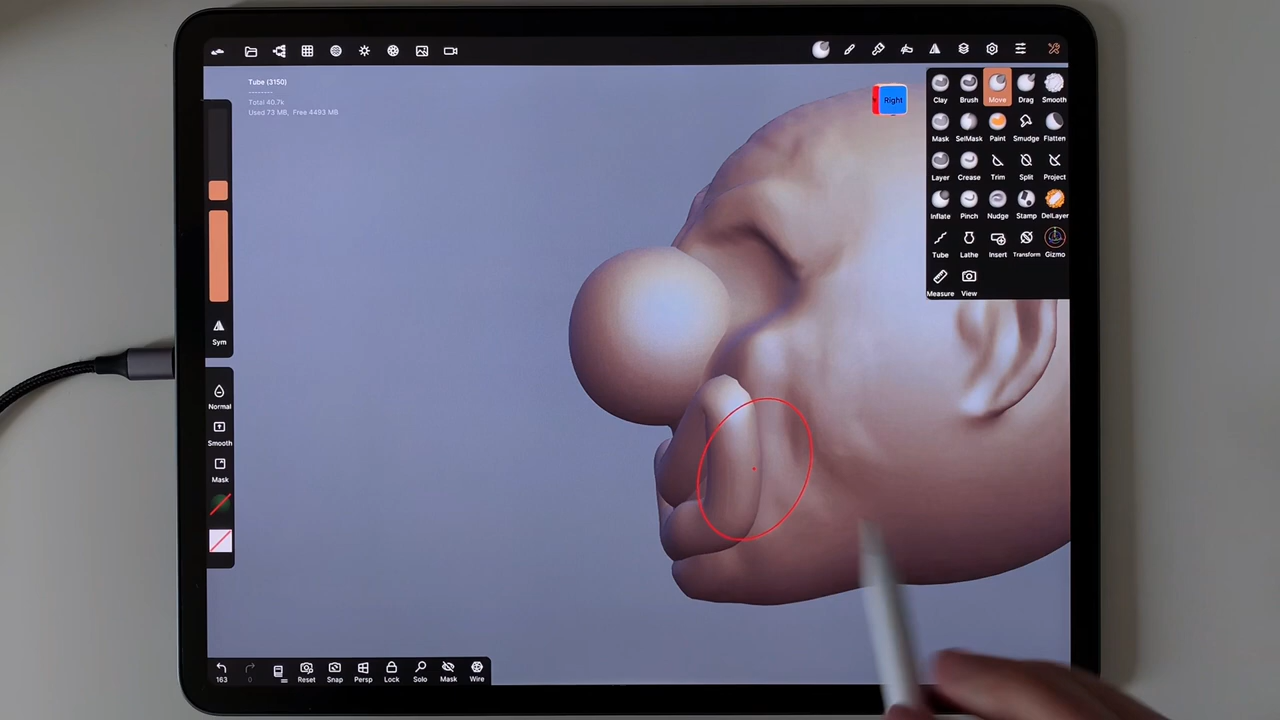 Tube (3150)
--------
Total 40.7k
Used 73 MB, Free 4493 MB
Right
Clay Brush Move Drag Smooth
Mask SelMask Paint Smudge Flatten
Layer Crease Trim Split Project
Inflate Pinch Nudge Stamp DelLayer
Tube Lathe Insert Transform Gizmo
Measure View
Sym
Normal
Smooth
Mask
163 0 Reset Snap Persp Lock Solo Mask Wire